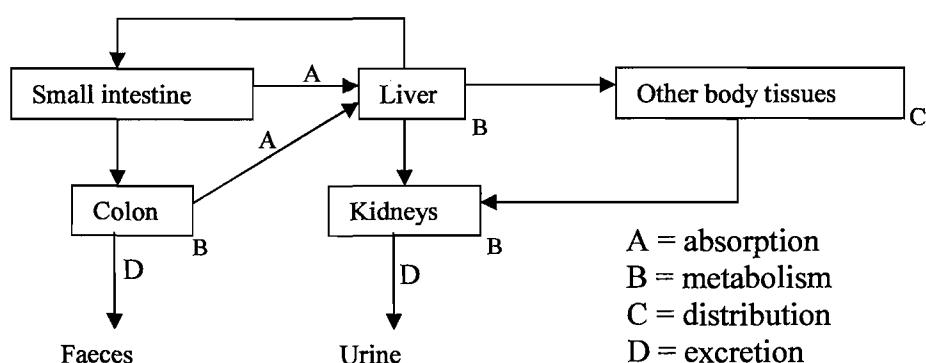 A
Small intestine
Liver
Other body tissues
B
C
A
Colon
Kidneys
B
B
A = absorption
D
D
B = metabolism
C = distribution
Faeces
Urine
D = excretion